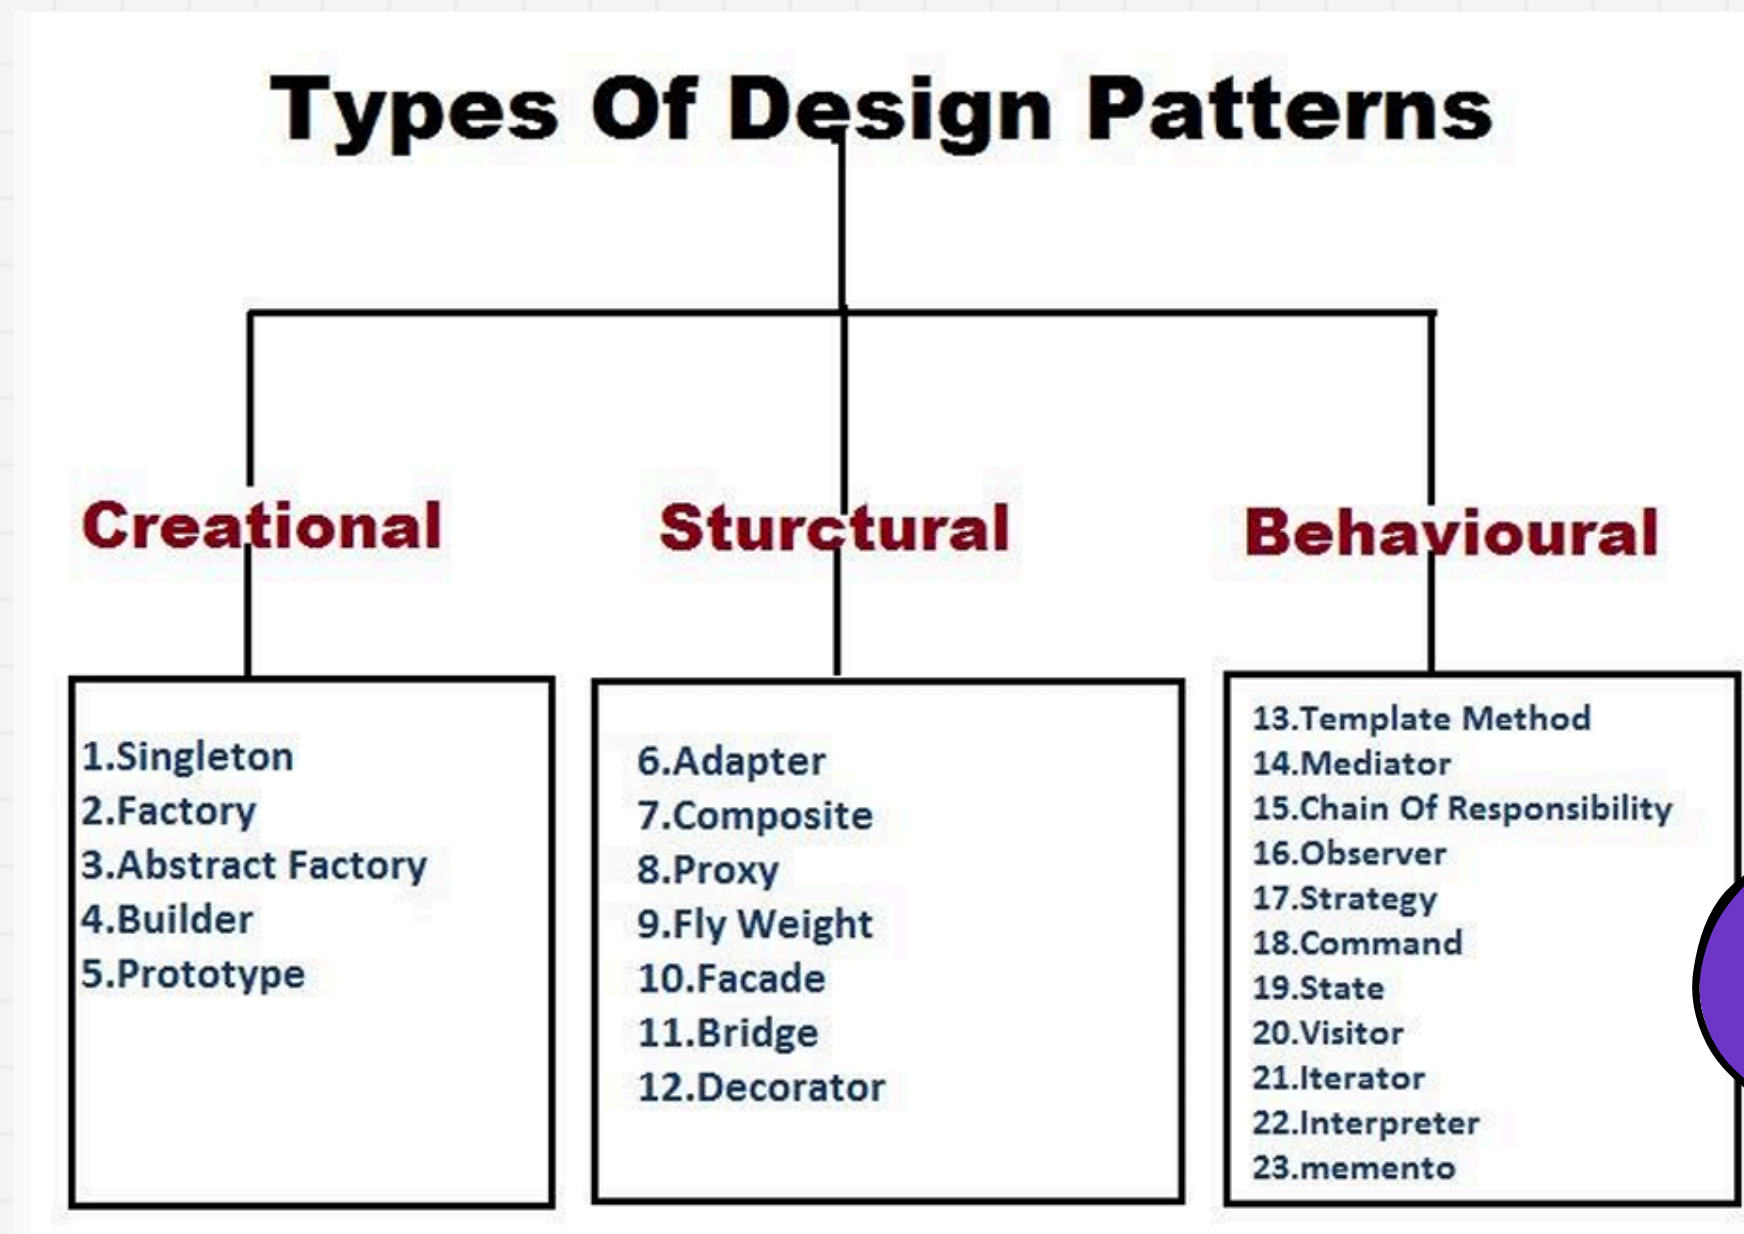 Types Of Design Patterns
Creational
Sturctural
Behavioural
1.Singleton
2.Factory
3.Abstract Factory
4.Builder
5.Prototype
6.Adapter
7.Composite
8.Proxy
9.Fly Weight
10.Facade
11.Bridge
12.Decorator
13.Template Method
14.Mediator
15.Chain Of Responsibility
16.Observer
17.Strategy
18.Command
19.State
20.Visitor
21.Iterator
22.Interpreter
23.memento